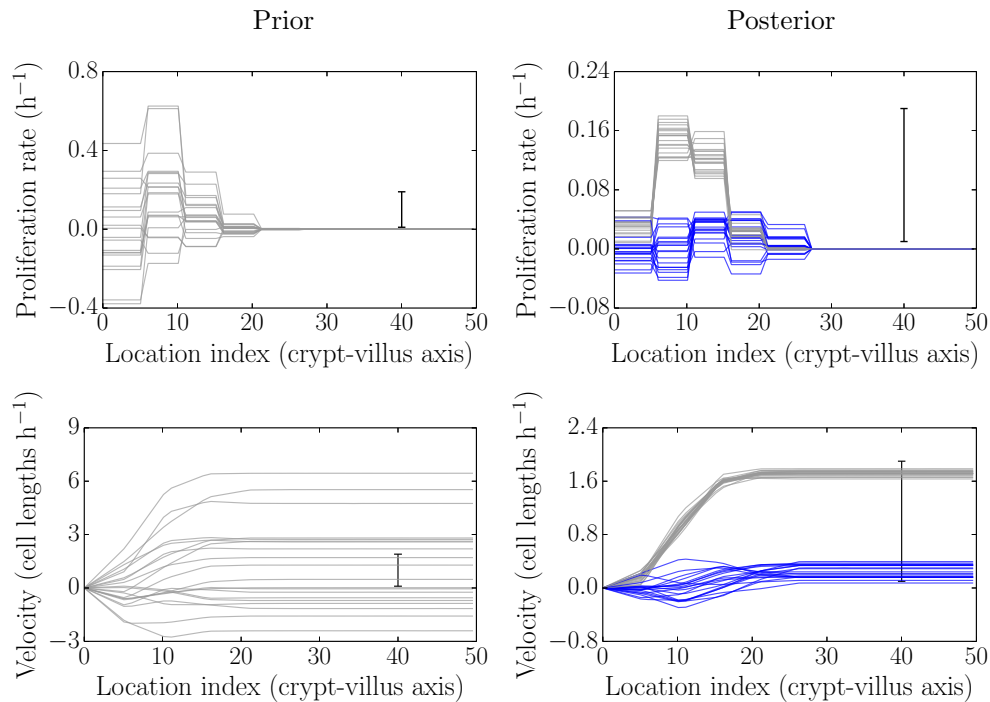 Prior
Posterior
Proliferation rate (h−1)
0.8
0.4
0.0
−0.4
0 10 20 30 40 50
Location index (crypt-villus axis)
Proliferation rate (h−1)
0.24
0.16
0.08
0.00
−0.08
0 10 20 30 40 50
Location index (crypt-villus axis)
Velocity (cell lengths h−1)
9
6
3
0
−3
0 10 20 30 40 50
Location index (crypt-villus axis)
Velocity (cell lengths h−1)
2.4
1.6
0.8
0.0
−0.8
0 10 20 30 40 50
Location index (crypt-villus axis)